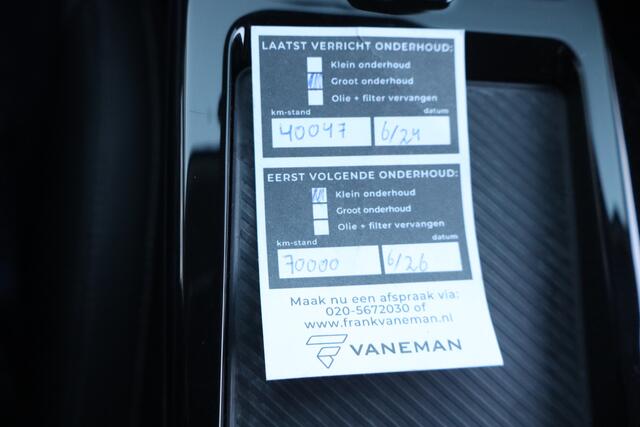 LAATST VERRICHT ONDERHOUD:
Klein onderhoud
Groot onderhoud
Olie + filter vervangen
km-stand datum
40047 6/24
EERST VOLGENDE ONDERHOUD:
Klein onderhoud
Groot onderhoud
Olie + filter vervangen
km-stand datum
70000 6/26
Maak nu een afspraak via:
020-5672030 of
www.frankvaneman.nl
VANEMAN